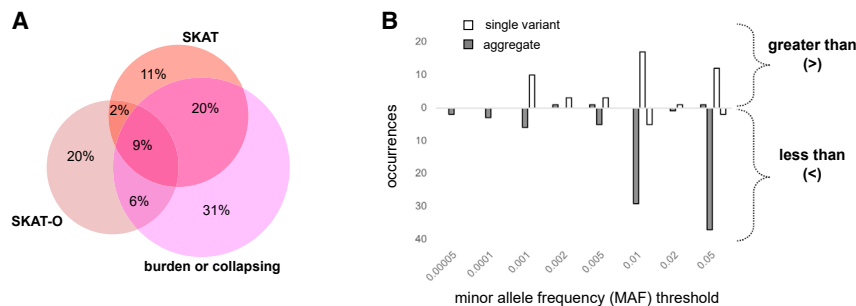 A
SKAT
11%
2%
20%
9%
20%
6%
31%
SKAT-O
burden or collapsing
B
single variant
aggregate
20
10
0
10
20
30
40
occurrences
0.00005
0.0001
0.001
0.002
0.005
0.01
0.02
0.05
minor allele frequency (MAF) threshold
greater than
(>)
less than
(<)